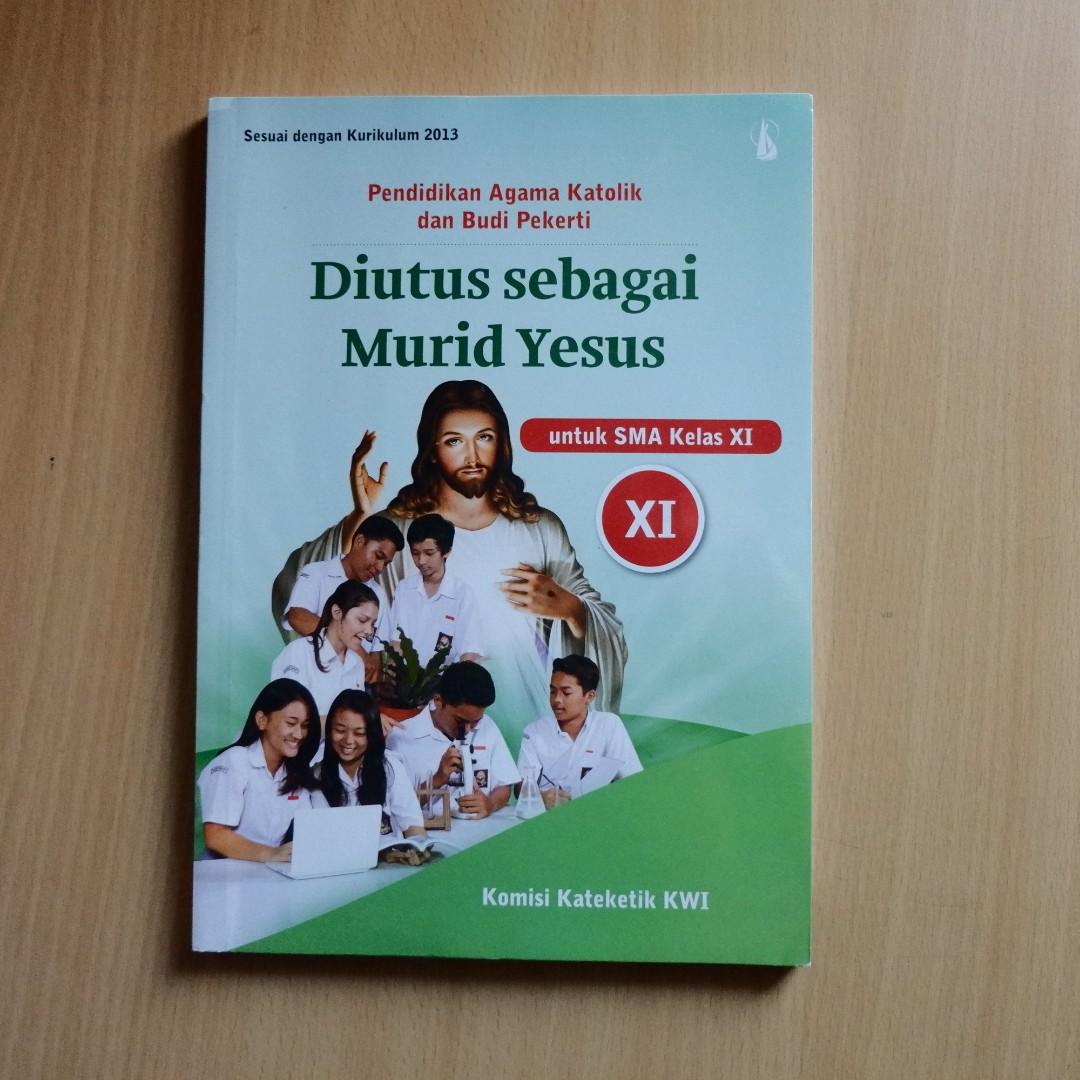 Sesuai dengan Kurikulum 2013
Pendidikan Agama Katolik
dan Budi Pekerti
Diutus sebagai
Murid Yesus
untuk SMA Kelas XI
XI
Komisi Kateketik KWI